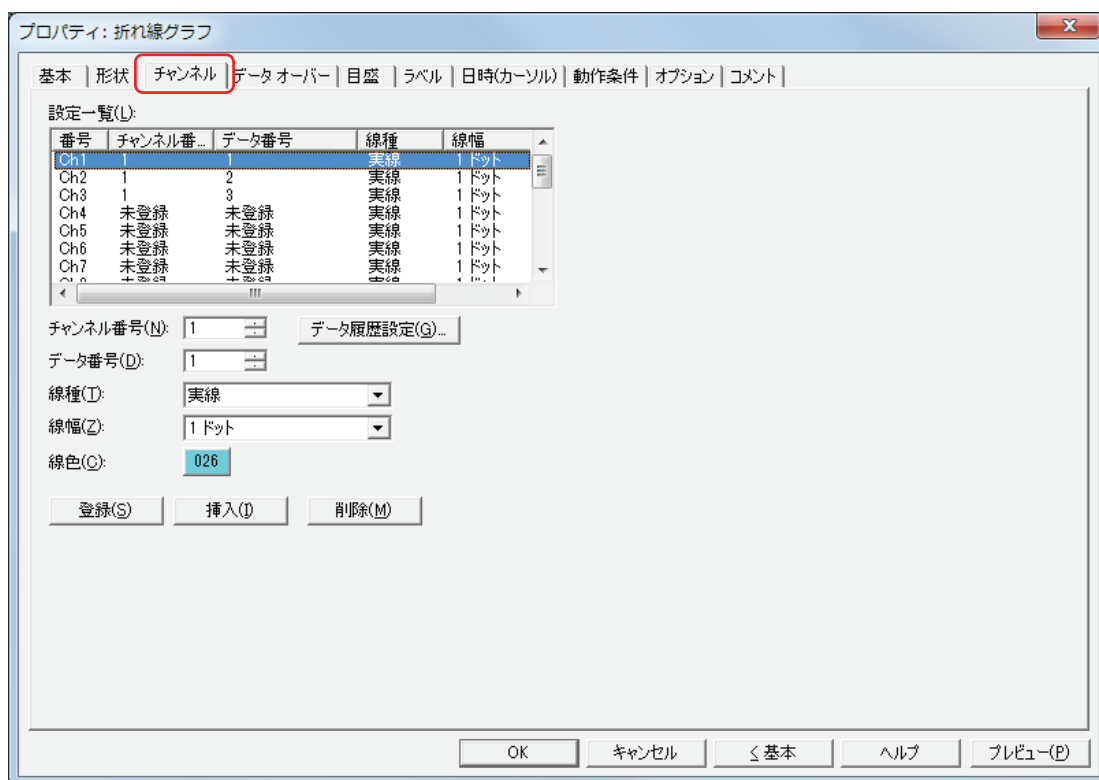 プロパティ: 折れ線グラフ
基本 形状 チャンネル データ オーバー 目盛 ラベル 日時(カーソル) 動作条件 オプション コメント
設定一覧(L):
番号 チャンネル番... データ番号 線種 線幅
Ch1 1 1 実線 1 ドット
Ch2 1 2 実線 1 ドット
Ch3 1 3 実線 1 ドット
Ch4 未登録 未登録 実線 1 ドット
Ch5 未登録 未登録 実線 1 ドット
Ch6 未登録 未登録 実線 1 ドット
Ch7 未登録 未登録 実線 1 ドット
チャンネル番号(N): 1 データ履歴設定(G)...
データ番号(D): 1
線種(T): 実線
線幅(Z): 1 ドット
線色(C): 026
登録(S) 挿入(I) 削除(M)
OK キャンセル < 基本 ヘルプ プレビュー(P)